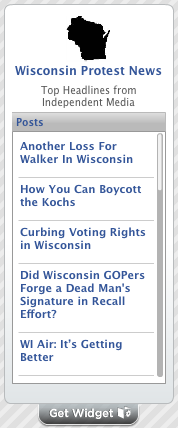 Wisconsin Protest News
Top Headlines from
Independent Media
Posts
Another Loss For
Walker In Wisconsin
How You Can Boycott
the Kochs
Curbing Voting Rights
in Wisconsin
Did Wisconsin GOPers
Forge a Dead Man's
Signature in Recall
Effort?
WI Air: It's Getting
Better
Get Widget